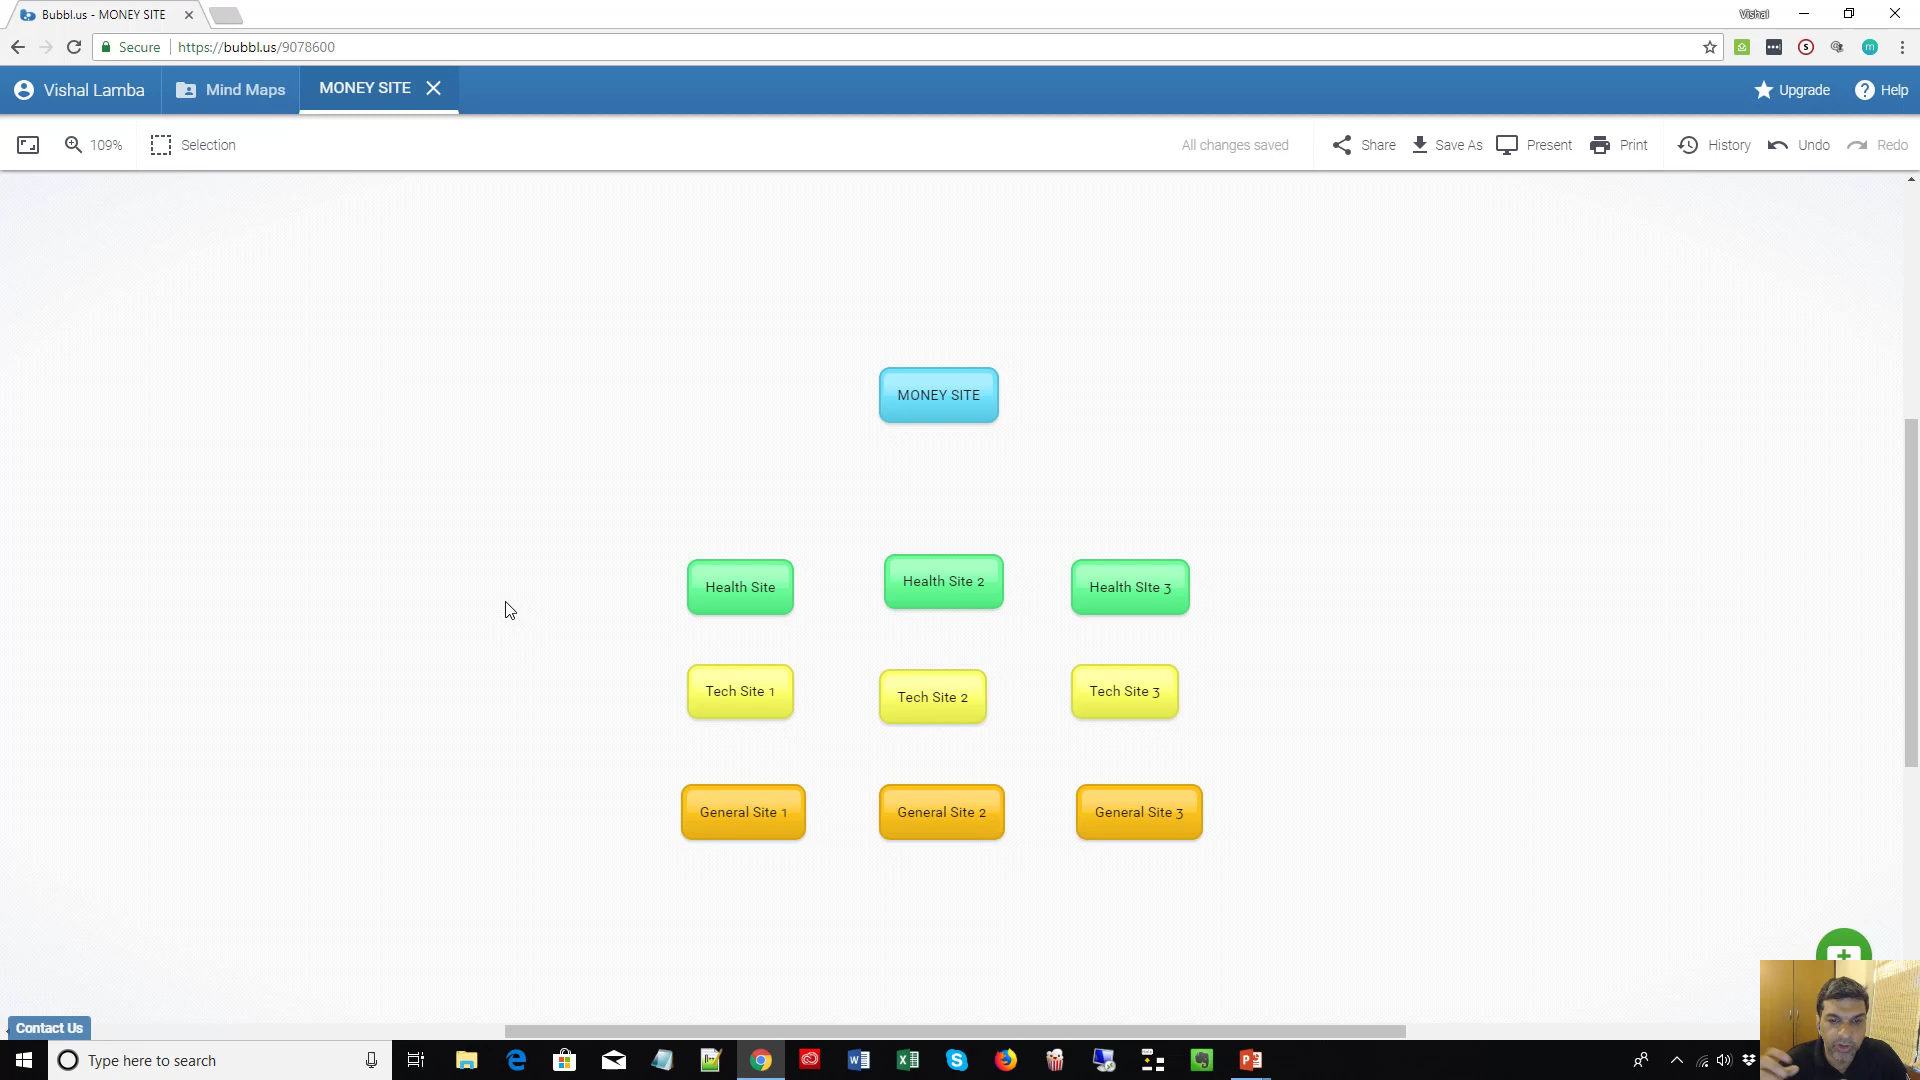 Bubbl.us - MONEY SITE
Vishal
Secure
https://bubbl.us/9078600
Vishal Lamba
Mind Maps
MONEY SITE
Upgrade
Help
109%
Selection
All changes saved
Share
Save As
Present
Print
History
Undo
Redo
MONEY SITE
Health Site
Health Site 2
Health SIte 3
Tech Site 1
Tech Site 2
Tech Site 3
General Site 1
General Site 2
General Site 3
Contact Us
Type here to search